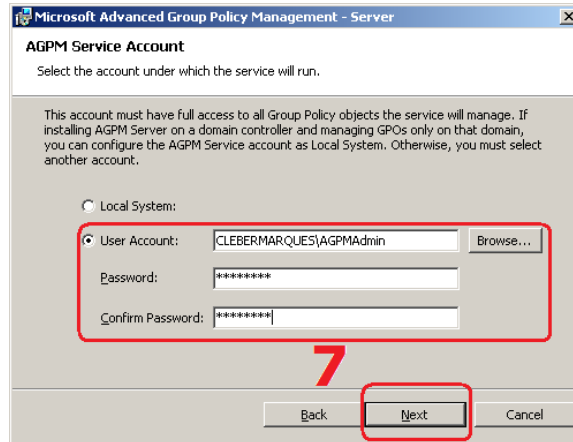 Microsoft Advanced Group Policy Management - Server
AGPM Service Account
Select the account under which the service will run.
This account must have full access to all Group Policy objects the service will manage. If
installing AGPM Server on a domain controller and managing GPOs only on that domain,
you can configure the AGPM Service account as Local System. Otherwise, you must select
another account.
Local System:
User Account: CLEBERMARQUES\AGPMAdmin Browse...
Password: ********
Confirm Password: ********
7
Back Next Cancel